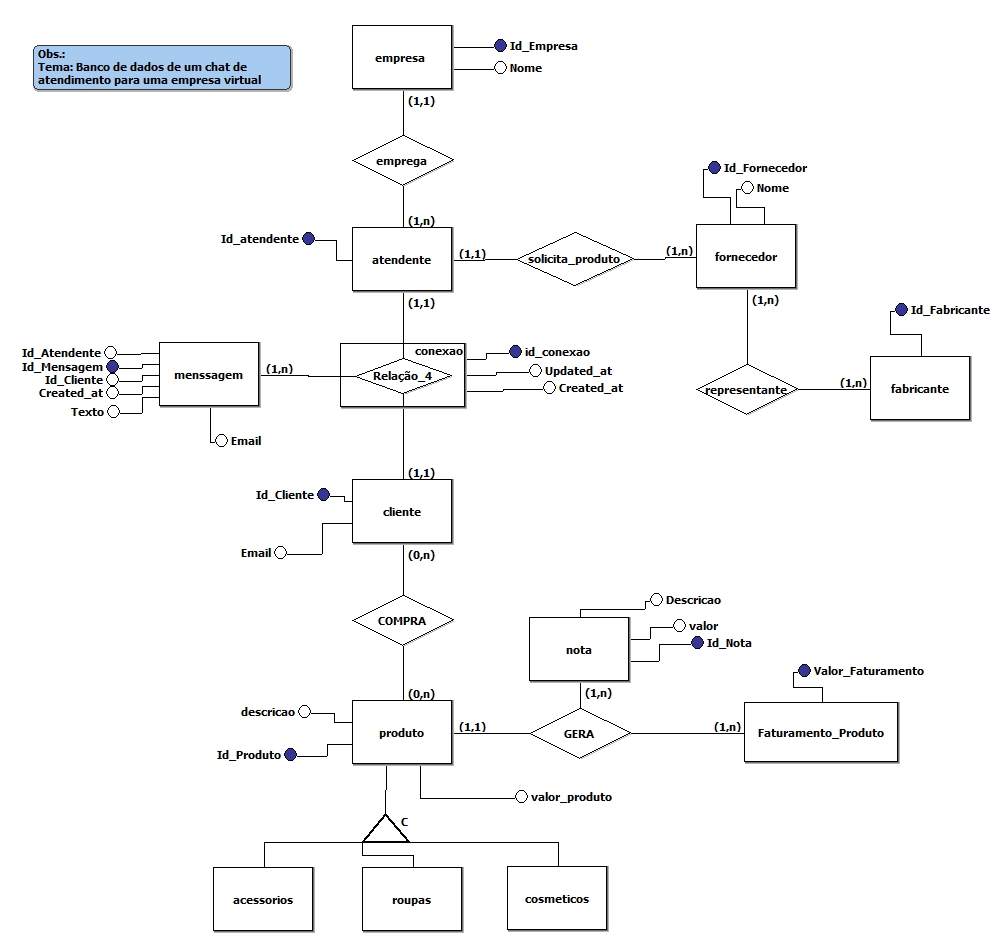 Obs.:
Tema: Banco de dados de um chat de
atendimento para uma empresa virtual
empresa
Id_Empresa
Nome
(1,1)
emprega
(1,n)
Id_atendente
atendente
(1,1)
solicita_produto
(1,n)
fornecedor
Id_Fornecedor
Nome
(1,n)
(1,1)
representante
(1,n)
fabricante
Id_Fabricante
Id_Atendente
Id_Mensagem
Id_Cliente
Created_at
Texto
menssagem
Email
(1,n)
conexao
Relação_4
id_conexao
Updated_at
Created_at
(1,1)
Id_Cliente
cliente
Email
(0,n)
COMPRA
(0,n)
descricao
Id_Produto
produto
valor_produto
(1,1)
GERA
(1,n)
nota
Descricao
valor
Id_Nota
(1,n)
Faturamento_Produto
Valor_Faturamento
C
acessorios
roupas
cosmeticos